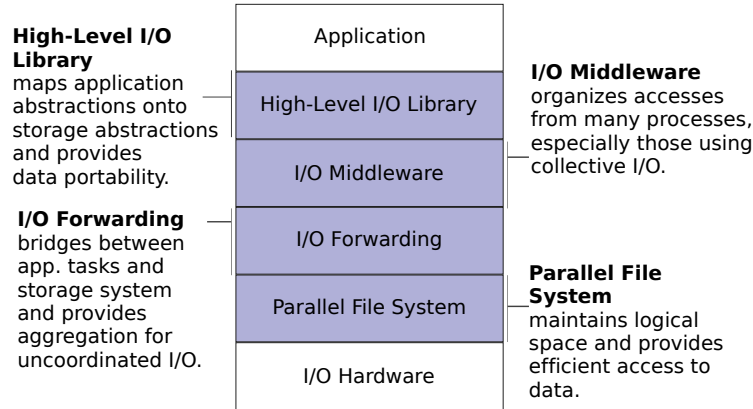 High-Level I/O
Library
maps application
abstractions onto
storage abstractions
and provides
data portability.
I/O Forwarding
bridges between
app. tasks and
storage system
and provides
aggregation for
uncoordinated I/O.
Application
High-Level I/O Library
I/O Middleware
I/O Forwarding
Parallel File System
I/O Hardware
I/O Middleware
organizes accesses
from many processes,
especially those using
collective I/O.
Parallel File
System
maintains logical
space and provides
efficient access to
data.